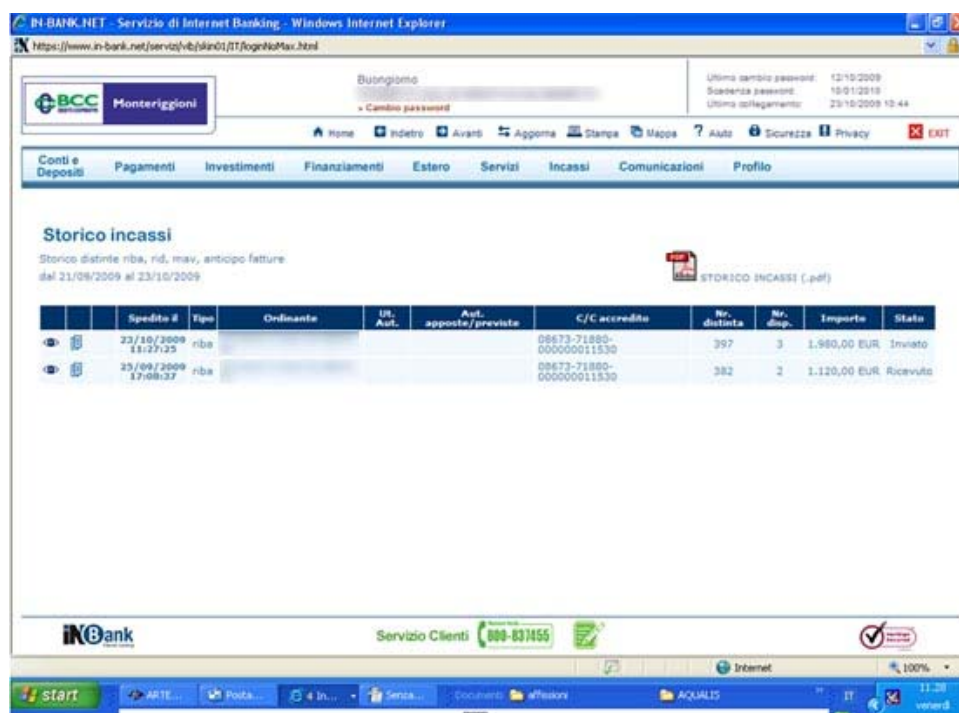 IN-BANK.NET - Servizio di Internet Banking - Windows Internet Explorer
https://www.in-bank.net/servizi/vib/skin01/IT/loginNoMax.html
BCC Monteriggioni
Buongiorno
» Cambio password
Ultimo cambio password: 12/10/2009
Scadenza password: 10/01/2010
Ultimo collegamento: 23/10/2009 10:44
Home Indietro Avanti Aggiorna Stampa Mappa ? Aiuto Sicurezza Privacy X EXIT
Conti e Depositi Pagamenti Investimenti Finanziamenti Estero Servizi Incassi Comunicazioni Profilo
Storico incassi
Storico distinte riba, rid, mav, anticipo fatture
dal 21/09/2009 al 23/10/2009
PDF STORICO INCASSI (.pdf)
Spedito il Tipo Ordinante Ut. Aut. Aut. apposte/previste C/C accredito Nr. distinta Nr. disp. Importo Stato
23/10/2009 11:27:25 riba 08673-71880-000000011530 397 3 1.980,00 EUR Inviato
25/09/2009 17:08:37 riba 08673-71880-000000011530 382 2 1.120,00 EUR Ricevuto
iNBank
Servizio Clienti 800-837455
Internet 100%
start ARTE... Posta... 4 In... Senza... Documenti affissioni AQUALIS IT 11.28
venerdì